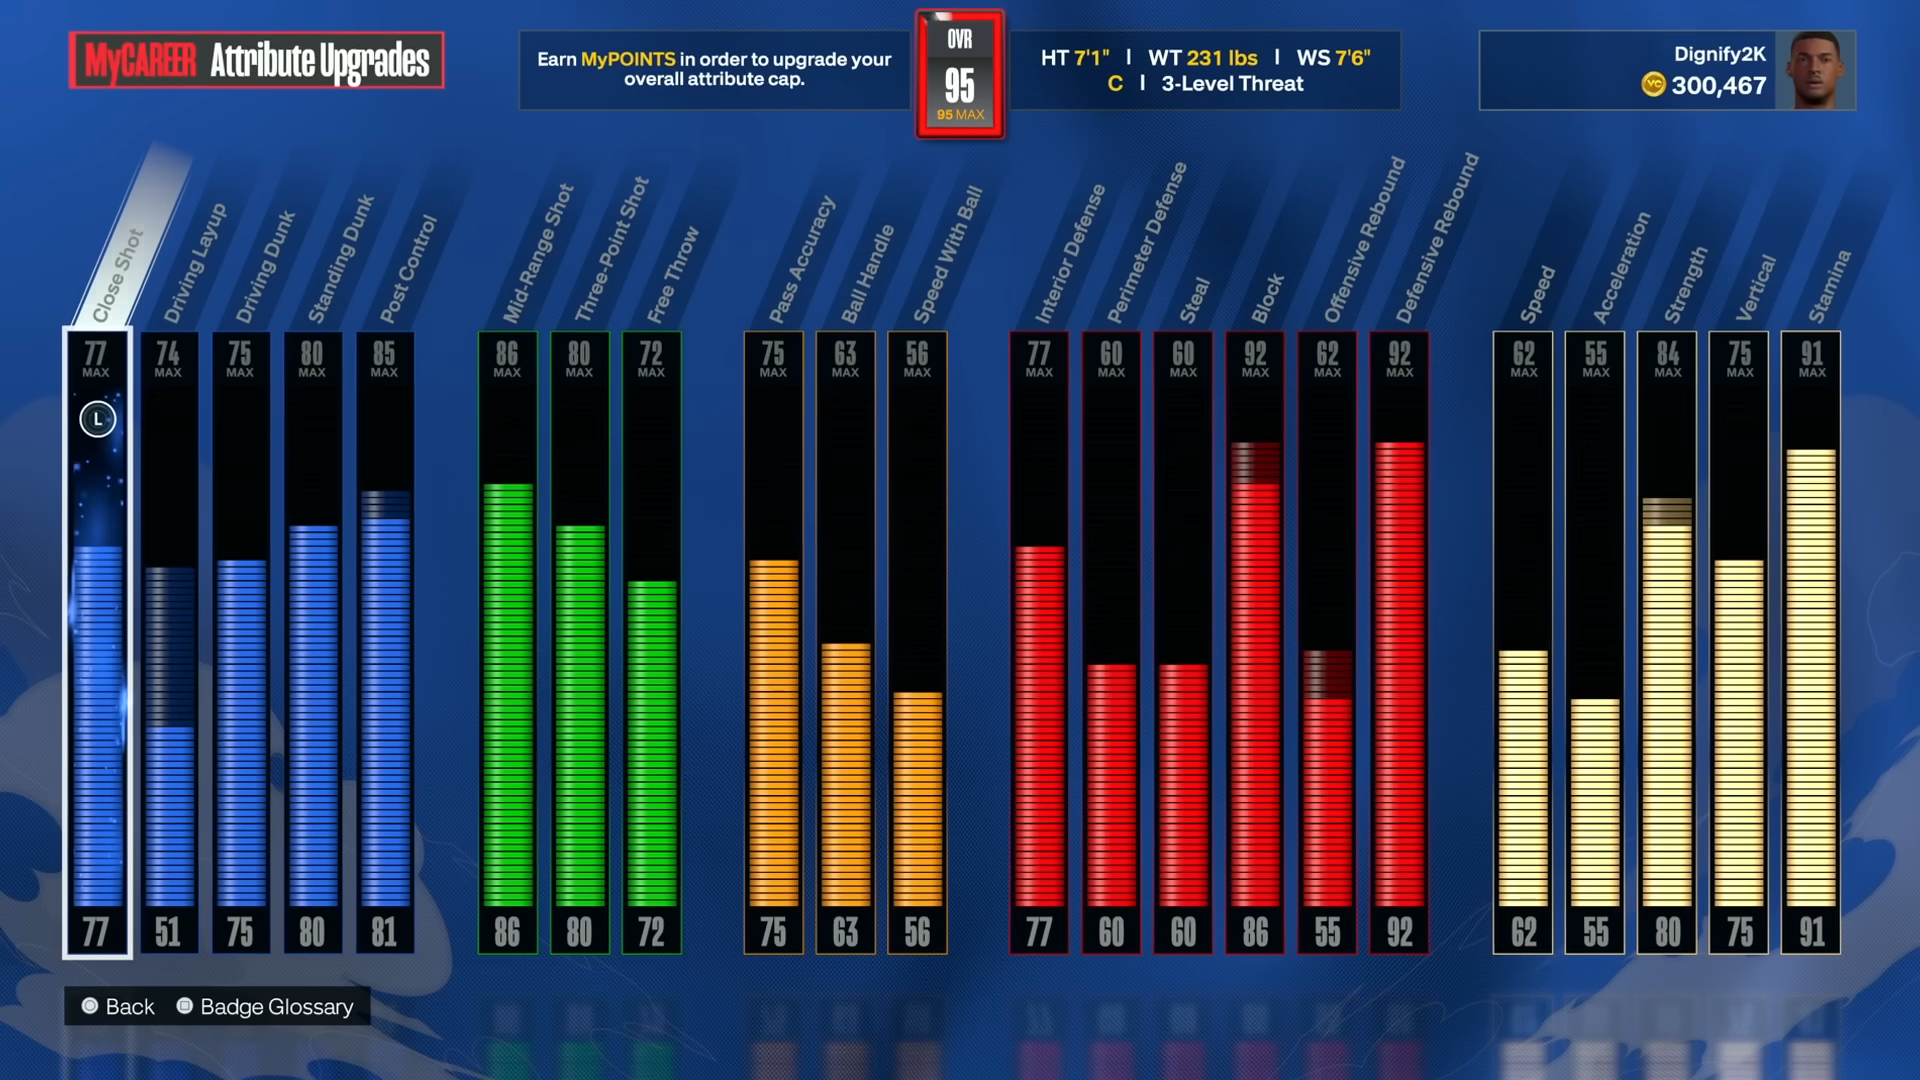 MyCAREER Attribute Upgrades
Earn MyPOINTS in order to upgrade your
overall attribute cap.
OVR
95
95 MAX
HT 7'1" | WT 231 lbs | WS 7'6"
C | 3-Level Threat
Dignify2K
VC 300,467
Close Shot
Driving Layup
Driving Dunk
Standing Dunk
Post Control
Mid-Range Shot
Three-Point Shot
Free Throw
Pass Accuracy
Ball Handle
Speed With Ball
Interior Defense
Perimeter Defense
Steal
Block
Offensive Rebound
Defensive Rebound
Speed
Acceleration
Strength
Vertical
Stamina
77 74 75 80 85 86 80 72 75 63 56 77 60 60 92 62 92 62 55 84 75 91
MAX MAX MAX MAX MAX MAX MAX MAX MAX MAX MAX MAX MAX MAX MAX MAX MAX MAX MAX MAX MAX MAX
L
77 51 75 80 81 86 80 72 75 63 56 77 60 60 86 55 92 62 55 80 75 91
Back Badge Glossary